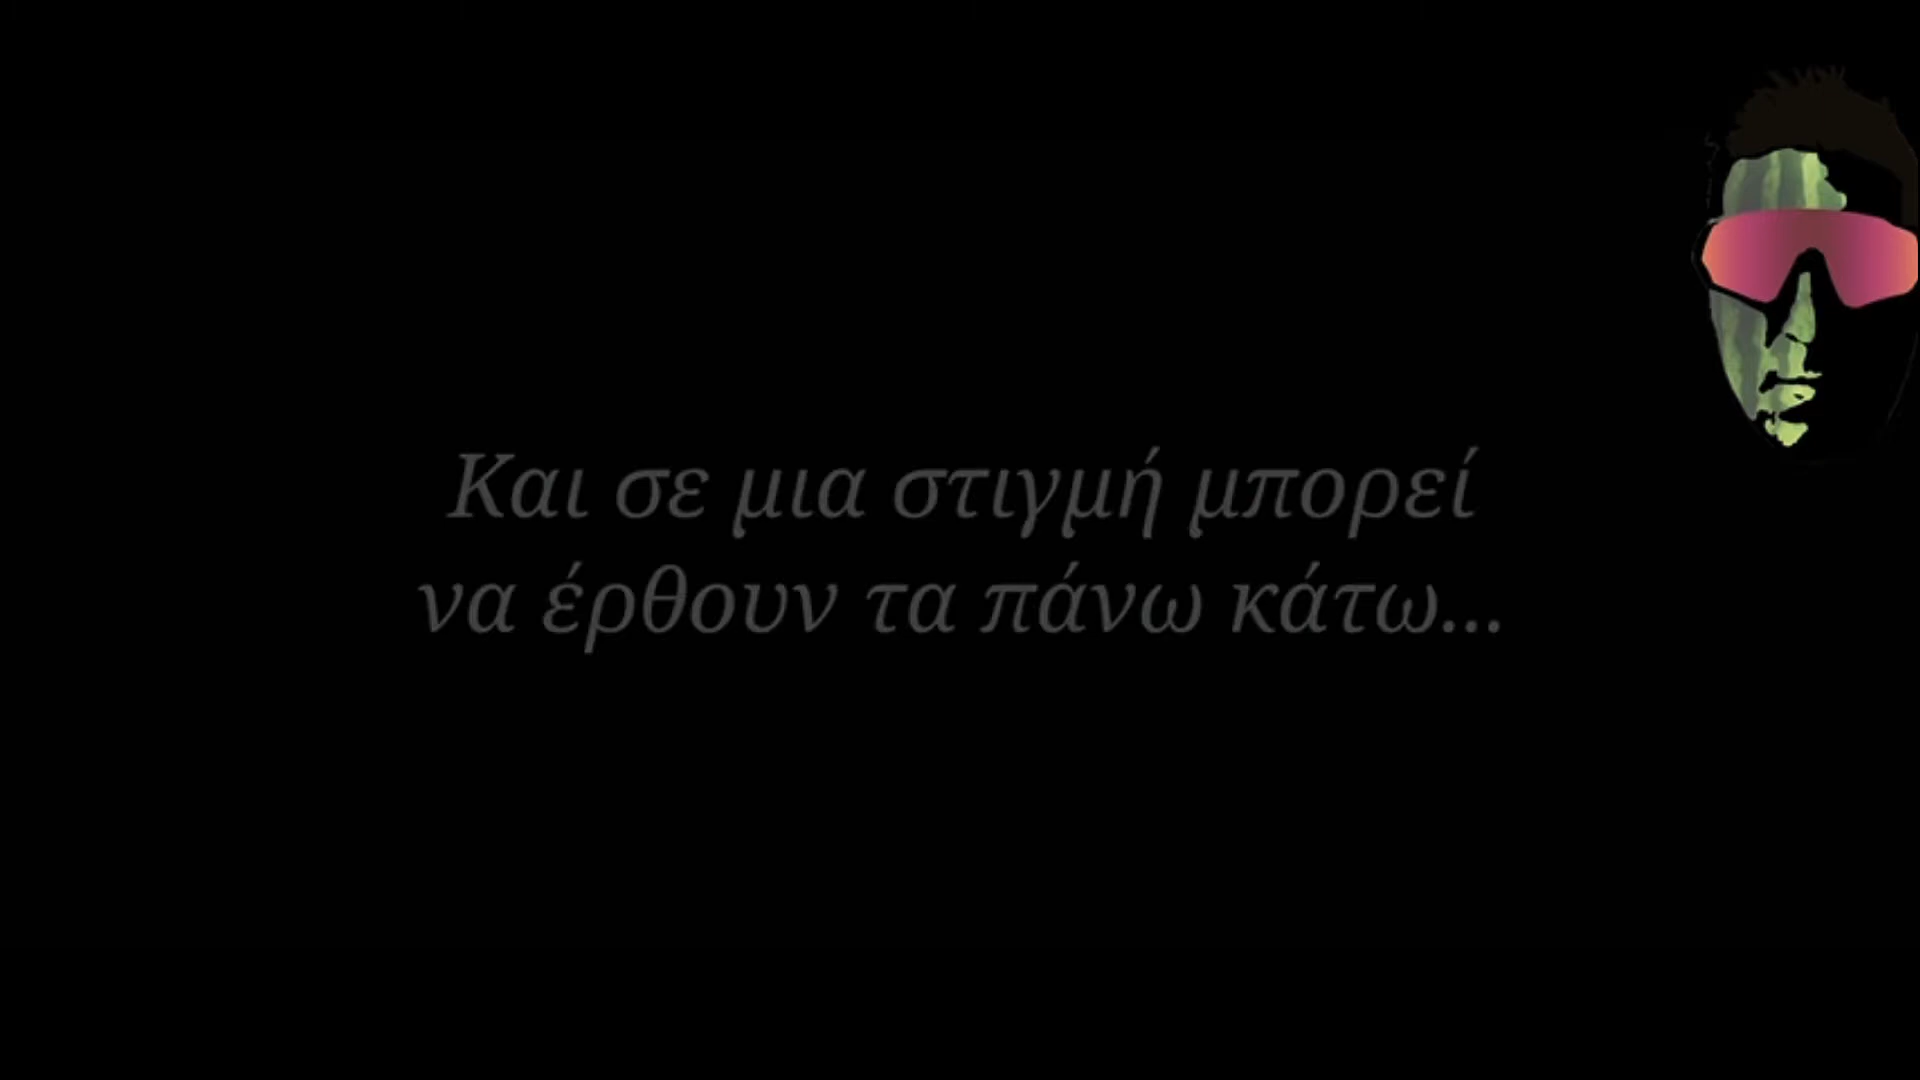 Και σε μια στιγμή μπορεί
να έρθουν τα πάνω κάτω...